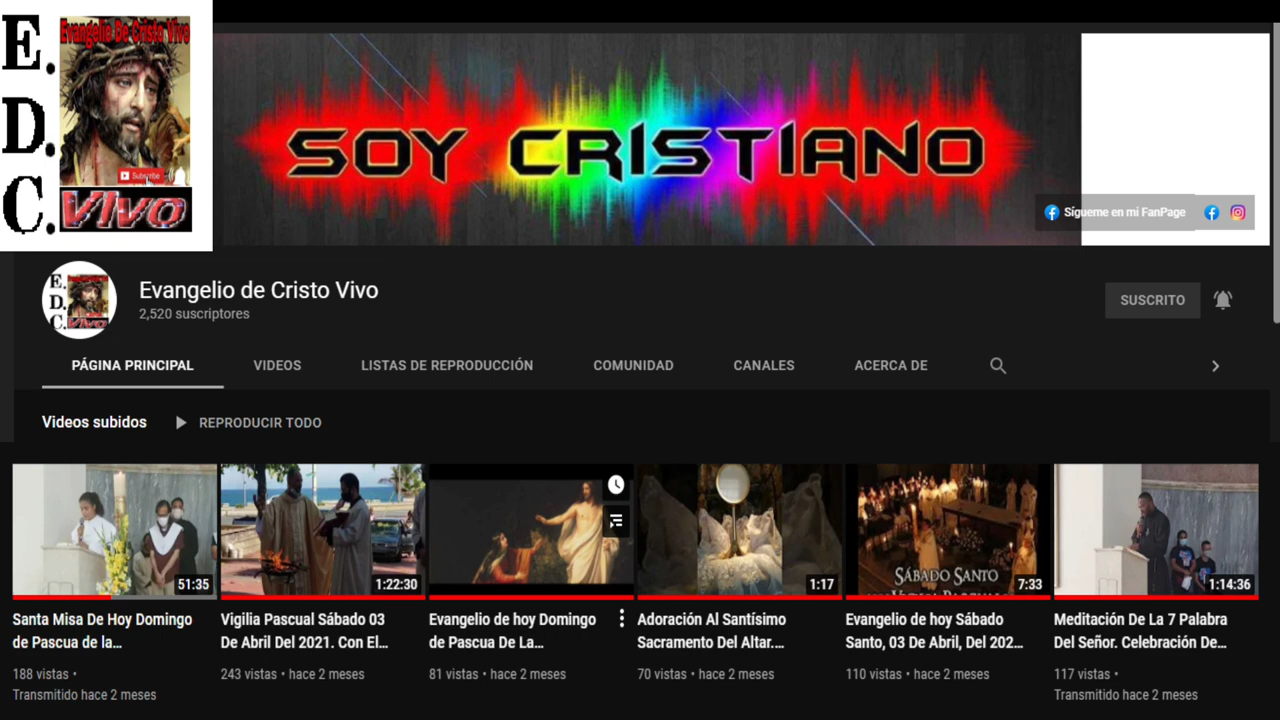 E.
D.
C.
Evangelio De Cristo Vivo
Subscribe
Vivo
SOY CRISTIANO
Sígueme en mi FanPage
E.
D.
C.
Vivo
Evangelio de Cristo Vivo
2,520 suscriptores
SUSCRITO
PÁGINA PRINCIPAL VIDEOS LISTAS DE REPRODUCCIÓN COMUNIDAD CANALES ACERCA DE
Videos subidos REPRODUCIR TODO
SÁBADO SANTO
51:35
1:22:30
1:17
7:33
1:14:36
Santa Misa De Hoy Domingo
de Pascua de la...
188 vistas •
Transmitido hace 2 meses
Vigilia Pascual Sábado 03
De Abril Del 2021. Con El...
243 vistas • hace 2 meses
Evangelio de hoy Domingo
de Pascua De La...
81 vistas • hace 2 meses
Adoración Al Santísimo
Sacramento Del Altar....
70 vistas • hace 2 meses
Evangelio de hoy Sábado
Santo, 03 De Abril, Del 202...
110 vistas • hace 2 meses
Meditación De La 7 Palabra
Del Señor. Celebración De...
117 vistas •
Transmitido hace 2 meses